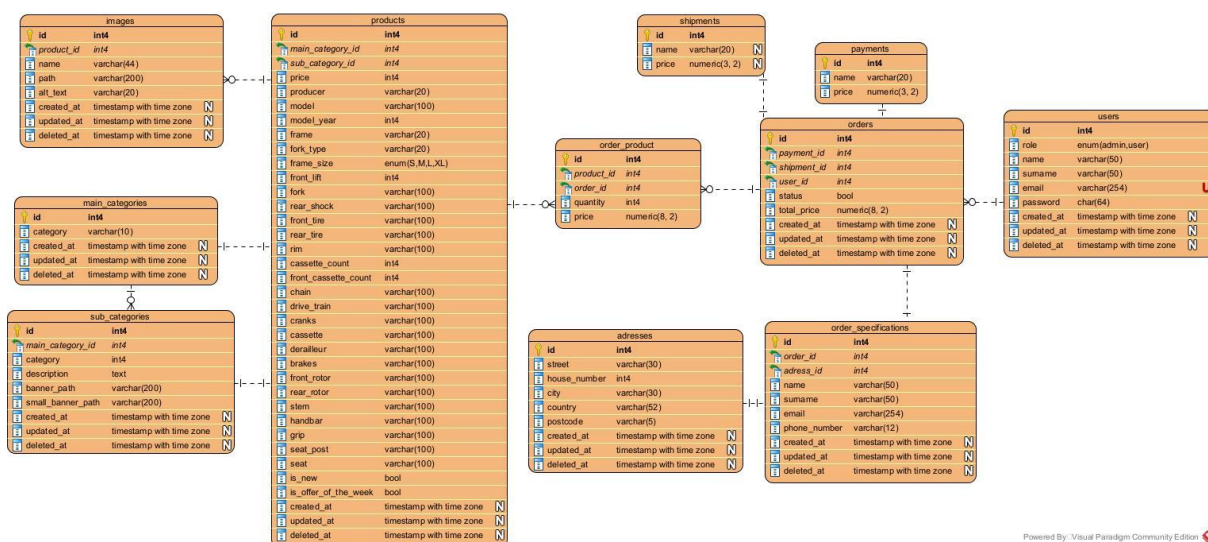 images
id int4
product_id int4
name varchar(44)
path varchar(200)
alt_text varchar(20)
created_at timestamp with time zone N
updated_at timestamp with time zone N
deleted_at timestamp with time zone N
main_categories
id int4
category varchar(10)
created_at timestamp with time zone N
updated_at timestamp with time zone N
deleted_at timestamp with time zone N
sub_categories
id int4
main_category_id int4
category int4
description text
banner_path varchar(200)
small_banner_path varchar(200)
created_at timestamp with time zone N
updated_at timestamp with time zone N
deleted_at timestamp with time zone N
products
id int4
main_category_id int4
sub_category_id int4
price int4
producer varchar(20)
model varchar(100)
model_year int4
frame varchar(20)
fork_type varchar(20)
frame_size enum(S,M,L,XL)
front_lift int4
fork varchar(100)
rear_shock varchar(100)
front_tire varchar(100)
rear_tire varchar(100)
rim varchar(100)
cassette_count int4
front_cassette_count int4
chain varchar(100)
drive_train varchar(100)
cranks varchar(100)
cassette varchar(100)
derailleur varchar(100)
brakes varchar(100)
front_rotor varchar(100)
rear_rotor varchar(100)
stem varchar(100)
handbar varchar(100)
grip varchar(100)
seat_post varchar(100)
seat varchar(100)
is_new bool
is_offer_of_the_week bool
created_at timestamp with time zone N
updated_at timestamp with time zone N
deleted_at timestamp with time zone N
order_product
id int4
product_id int4
order_id int4
quantity int4
price numeric(8, 2)
shipments
id int4
name varchar(20) N
price numeric(3, 2) N
payments
id int4
name varchar(20)
price numeric(3, 2)
orders
id int4
payment_id int4
shipment_id int4
user_id int4
status bool
total_price numeric(8, 2)
created_at timestamp with time zone N
updated_at timestamp with time zone N
deleted_at timestamp with time zone N
users
id int4
role enum(admin,user)
name varchar(50)
surname varchar(50)
email varchar(254) U
password char(64)
created_at timestamp with time zone N
updated_at timestamp with time zone N
deleted_at timestamp with time zone N
adresses
id int4
street varchar(30)
house_number int4
city varchar(30)
country varchar(52)
postcode varchar(5)
created_at timestamp with time zone N
updated_at timestamp with time zone N
deleted_at timestamp with time zone N
order_specifications
id int4
order_id int4
adress_id int4
name varchar(50)
surname varchar(50)
email varchar(254)
phone_number varchar(12)
created_at timestamp with time zone N
updated_at timestamp with time zone N
deleted_at timestamp with time zone N
Powered By: Visual Paradigm Community Edition